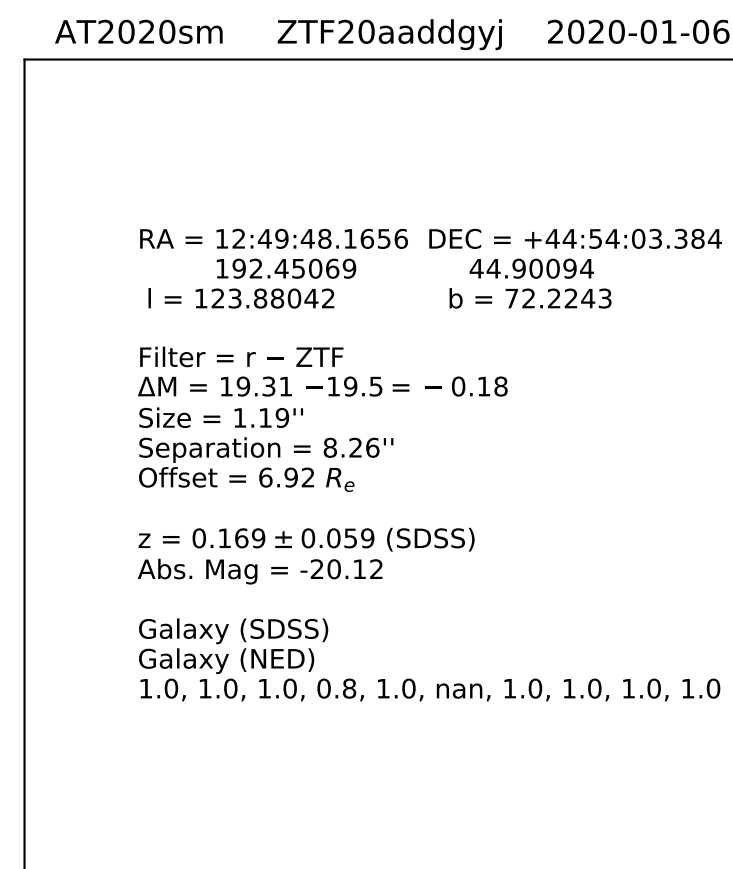 AT2020sm ZTF20aaddgyj 2020-01-06
RA = 12:49:48.1656 DEC = +44:54:03.384
192.45069 44.90094
l = 123.88042 b = 72.2243
Filter = r − ZTF
ΔM = 19.31 −19.5 = − 0.18
Size = 1.19''
Separation = 8.26''
Offset = 6.92 Re
z = 0.169 ± 0.059 (SDSS)
Abs. Mag = -20.12
Galaxy (SDSS)
Galaxy (NED)
1.0, 1.0, 1.0, 0.8, 1.0, nan, 1.0, 1.0, 1.0, 1.0